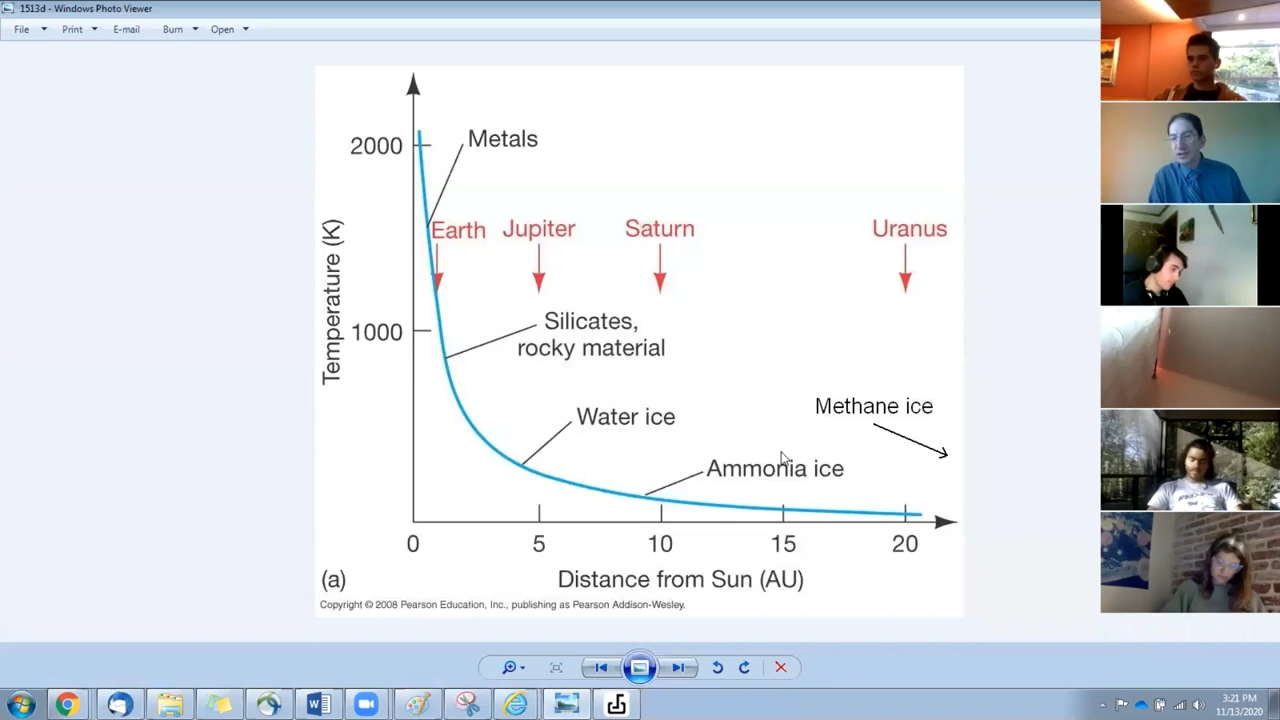 1513d - Windows Photo Viewer
File Print E-mail Burn Open
2000
Metals
Earth Jupiter Saturn Uranus
Temperature (K)
1000
Silicates,
rocky material
Methane ice
Water ice
Ammonia ice
0 5 10 15 20
(a)
Distance from Sun (AU)
Copyright © 2008 Pearson Education, Inc., publishing as Pearson Addison-Wesley.
3:21 PM
11/13/2020